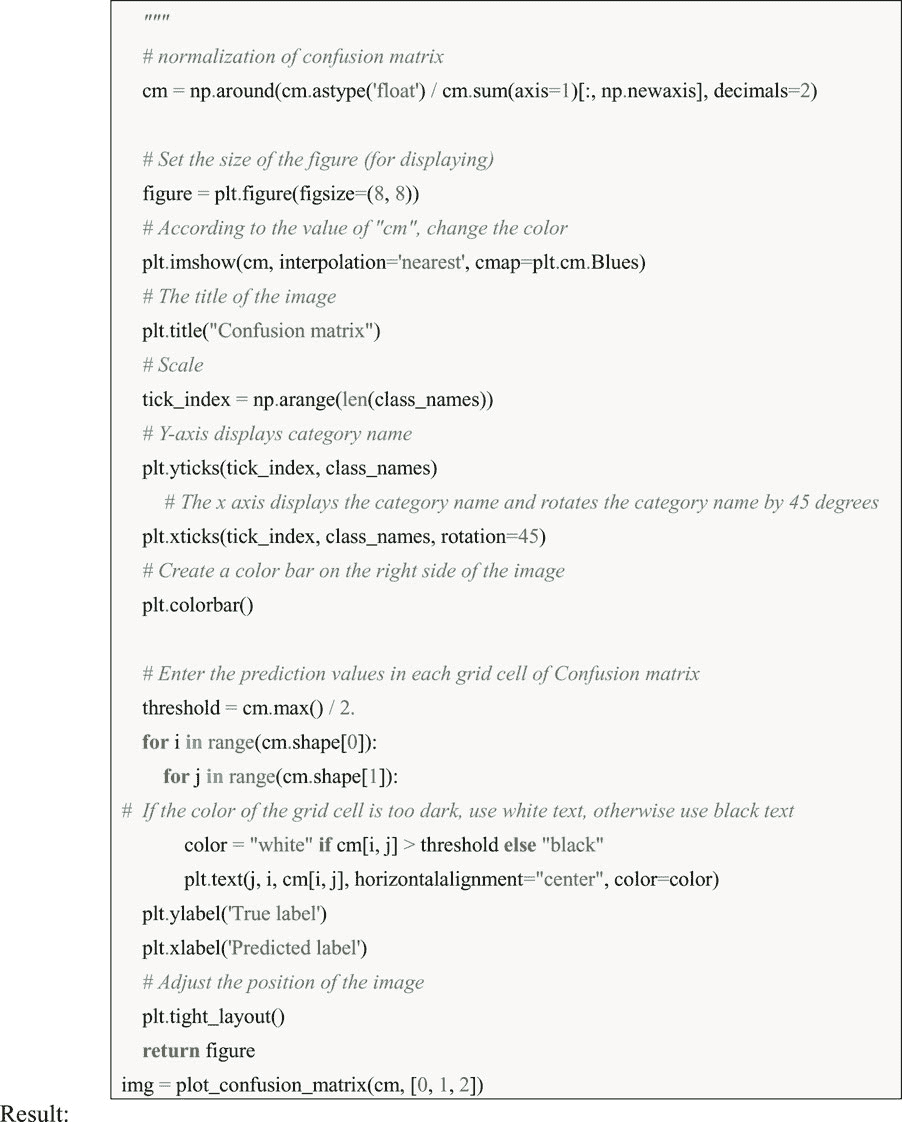 """
# normalization of confusion matrix
cm = np.around(cm.astype('float') / cm.sum(axis=1)[:, np.newaxis], decimals=2)
# Set the size of the figure (for displaying)
figure = plt.figure(figsize=(8, 8))
# According to the value of "cm", change the color
plt.imshow(cm, interpolation='nearest', cmap=plt.cm.Blues)
# The title of the image
plt.title("Confusion matrix")
# Scale
tick_index = np.arange(len(class_names))
# Y-axis displays category name
plt.yticks(tick_index, class_names)
# The x axis displays the category name and rotates the category name by 45 degrees
plt.xticks(tick_index, class_names, rotation=45)
# Create a color bar on the right side of the image
plt.colorbar()
# Enter the prediction values in each grid cell of Confusion matrix
threshold = cm.max() / 2.
for i in range(cm.shape[0]):
for j in range(cm.shape[1]):
# If the color of the grid cell is too dark, use white text, otherwise use black text
color = "white" if cm[i, j] > threshold else "black"
plt.text(j, i, cm[i, j], horizontalalignment="center", color=color)
plt.ylabel('True label')
plt.xlabel('Predicted label')
# Adjust the position of the image
plt.tight_layout()
return figure
img = plot_confusion_matrix(cm, [0, 1, 2])
Result: